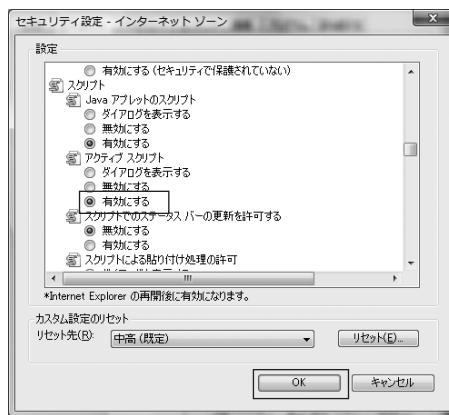 セキュリティ設定 - インターネット ゾーン
設定
有効にする (セキュリティで保護されていない)
スクリプト
Java アプレットのスクリプト
ダイアログを表示する
無効にする
有効にする
アクティブ スクリプト
ダイアログを表示する
無効にする
有効にする
スクリプトでのステータス バーの更新を許可する
無効にする
有効にする
スクリプトによる貼り付け処理の許可
*Internet Explorer の再開後に有効になります。
カスタム設定のリセット
リセット先(R):
中高 (既定)
リセット(E)...
OK
キャンセル